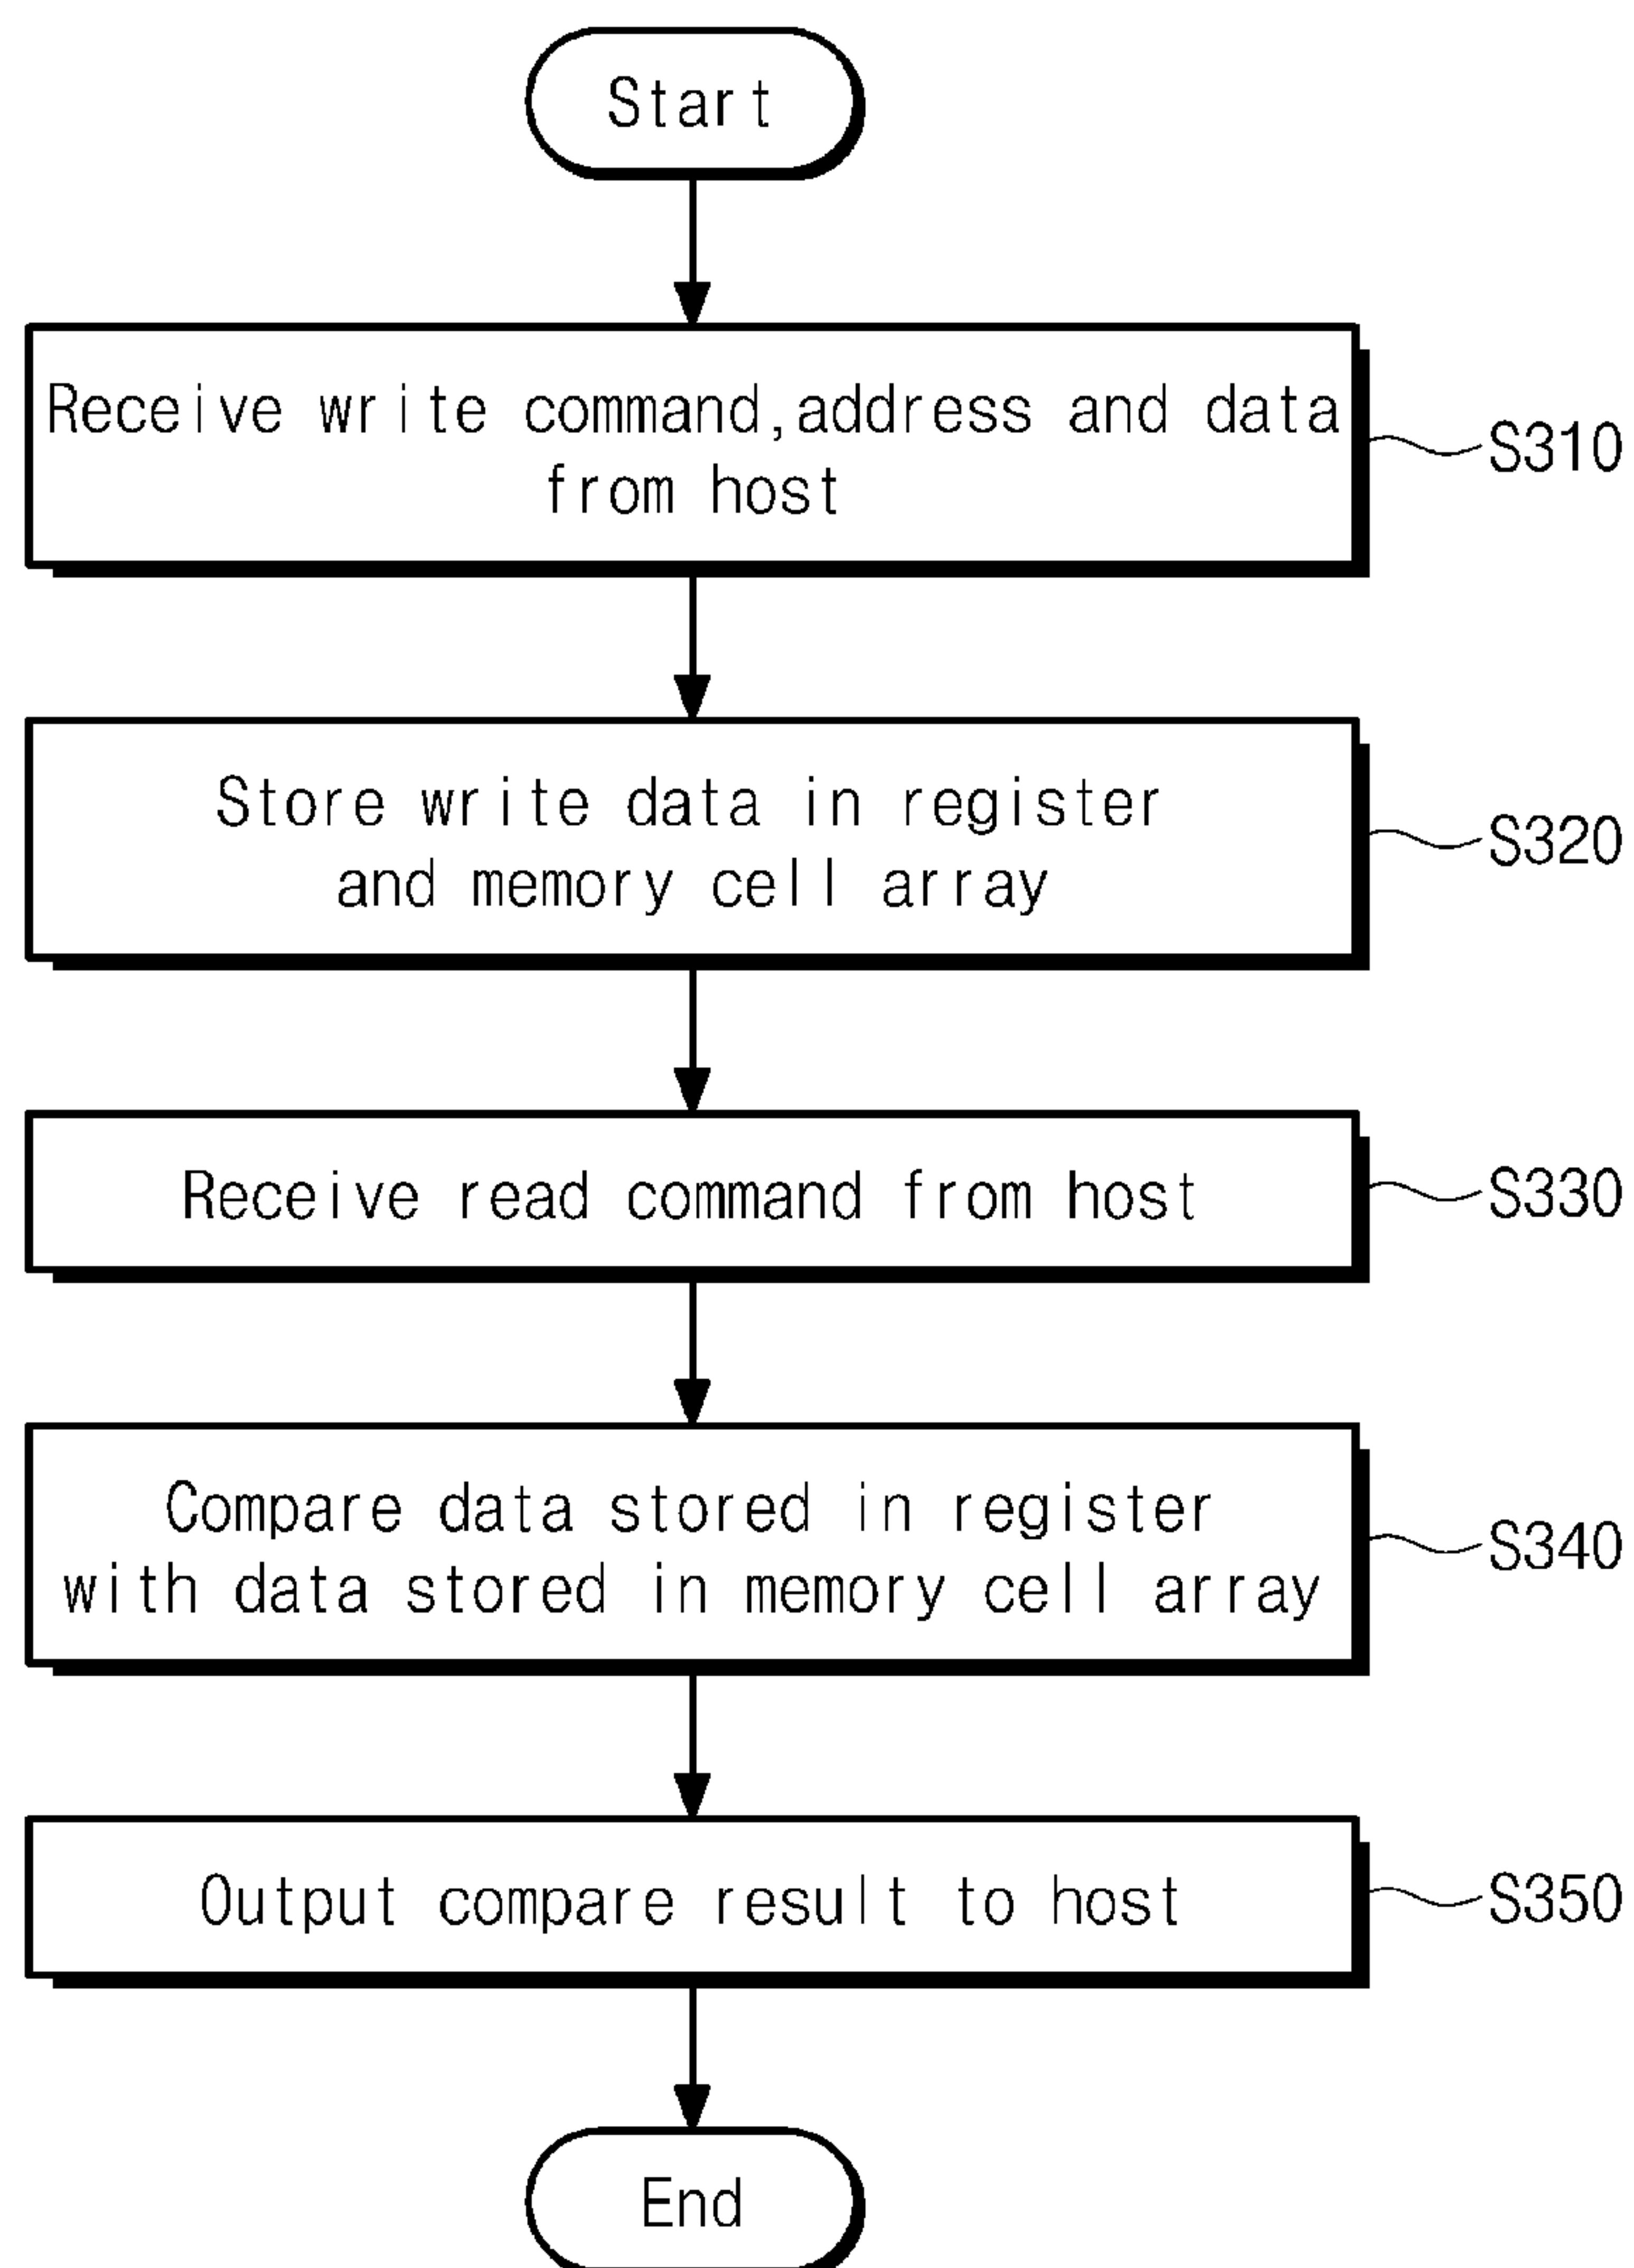 Start
Receive write command,address and data
from host
S310
Store write data in register
and memory cell array
S320
Receive read command from host
S330
Compare data stored in register
with data stored in memory cell array
S340
Output compare result to host
S350
End